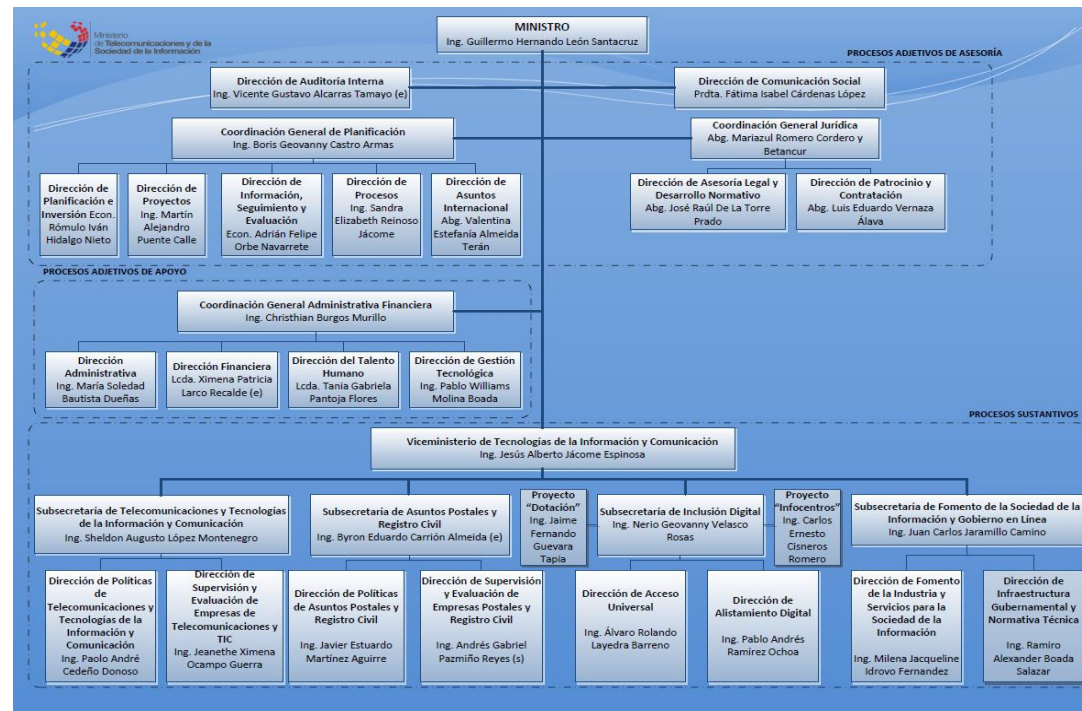 Ministerio
de Telecomunicaciones y de la
Sociedad de la Información
MINISTRO
Ing. Guillermo Hernando León Santacruz
PROCESOS ADJETIVOS DE ASESORÍA
Dirección de Auditoría Interna
Ing. Vicente Gustavo Alcarras Tamayo (e)
Dirección de Comunicación Social
Prdta. Fátima Isabel Cárdenas López
Coordinación General de Planificación
Ing. Boris Geovanny Castro Armas
Coordinación General Jurídica
Abg. Mariazul Romero Cordero y
Betancur
Dirección de
Planificación e
Inversión Econ.
Rómulo Iván
Hidalgo Nieto
Dirección de
Proyectos
Ing. Martín
Alejandro
Puente Calle
Dirección de
Información,
Seguimiento y
Evaluación
Econ. Adrián Felipe
Orbe Navarrete
Dirección de
Procesos
Ing. Sandra
Elizabeth Reinoso
Jácome
Dirección de
Asuntos
Internacional
Abg. Valentina
Estefanía Almeida
Terán
Dirección de Asesoría Legal y
Desarrollo Normativo
Abg. José Raúl De La Torre
Prado
Dirección de Patrocinio y
Contratación
Abg. Luis Eduardo Vernaza
Álava
PROCESOS ADJETIVOS DE APOYO
Coordinación General Administrativa Financiera
Ing. Christhian Burgos Murillo
Dirección
Administrativa
Ing. María Soledad
Bautista Dueñas
Dirección Financiera
Lcda. Ximena Patricia
Larco Recalde (e)
Dirección del Talento
Humano
Lcda. Tania Gabriela
Pantoja Flores
Dirección de Gestión
Tecnológica
Ing. Pablo Williams
Molina Boada
PROCESOS SUSTANTIVOS
Viceministerio de Tecnologías de la Información y Comunicación
Ing. Jesús Alberto Jácome Espinosa
Subsecretaría de Telecomunicaciones y Tecnologías
de la Información y Comunicación
Ing. Sheldon Augusto López Montenegro
Subsecretaría de Asuntos Postales y
Registro Civil
Ing. Byron Eduardo Carrión Almeida (e)
Proyecto
"Dotación"
Ing. Jaime
Fernando
Guevara
Tapia
Subsecretaría de Inclusión Digital
Ing. Nerio Geovanny Velasco
Rosas
Proyecto
"Infocentros"
Ing. Carlos
Ernesto
Cisneros
Romero
Subsecretaría de Fomento de la Sociedad de la
Información y Gobierno en Línea
Ing. Juan Carlos Jaramillo Camino
Dirección de Políticas
de
Telecomunicaciones y
Tecnologías de la
Información y
Comunicación
Ing. Paolo André
Cedeño Donoso
Dirección de
Supervisión y
Evaluación de
Empresas de
Telecomunicaciones y
TIC
Ing. Jeanethe Ximena
Ocampo Guerra
Dirección de Políticas
de Asuntos Postales y
Registro Civil
Ing. Javier Estuardo
Martínez Aguirre
Dirección de Supervisión
y Evaluación de
Empresas Postales y
Registro Civil
Ing. Andrés Gabriel
Pazmiño Reyes (s)
Dirección de Acceso
Universal
Ing. Álvaro Rolando
Layedra Barreno
Dirección de
Alistamiento Digital
Ing. Pablo Andrés
Ramírez Ochoa
Dirección de Fomento
de la Industria y
Servicios para la
Sociedad de la
Información
Ing. Milena Jacqueline
Idrovo Fernandez
Dirección de
Infraestructura
Gubernamental y
Normativa Técnica
Ing. Ramiro
Alexander Boada
Salazar